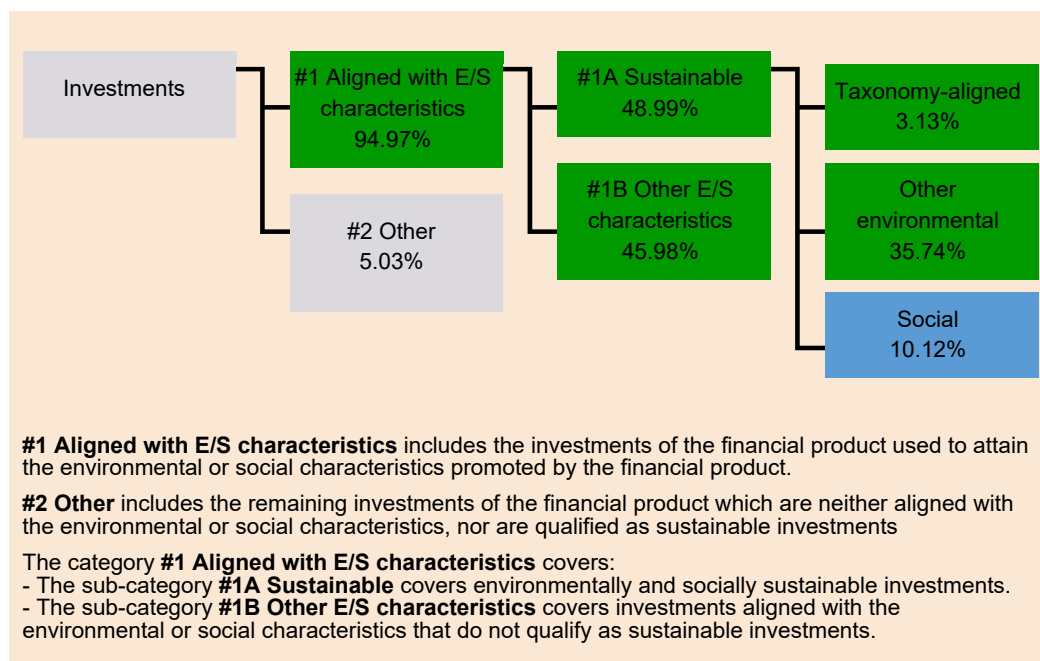 Investments
#1 Aligned with E/S
characteristics
94.97%
#2 Other
5.03%
#1A Sustainable
48.99%
#1B Other E/S
characteristics
45.98%
Taxonomy-aligned
3.13%
Other
environmental
35.74%
Social
10.12%
#1 Aligned with E/S characteristics includes the investments of the financial product used to attain
the environmental or social characteristics promoted by the financial product.
#2 Other includes the remaining investments of the financial product which are neither aligned with
the environmental or social characteristics, nor are qualified as sustainable investments
The category #1 Aligned with E/S characteristics covers:
- The sub-category #1A Sustainable covers environmentally and socially sustainable investments.
- The sub-category #1B Other E/S characteristics covers investments aligned with the
environmental or social characteristics that do not qualify as sustainable investments.